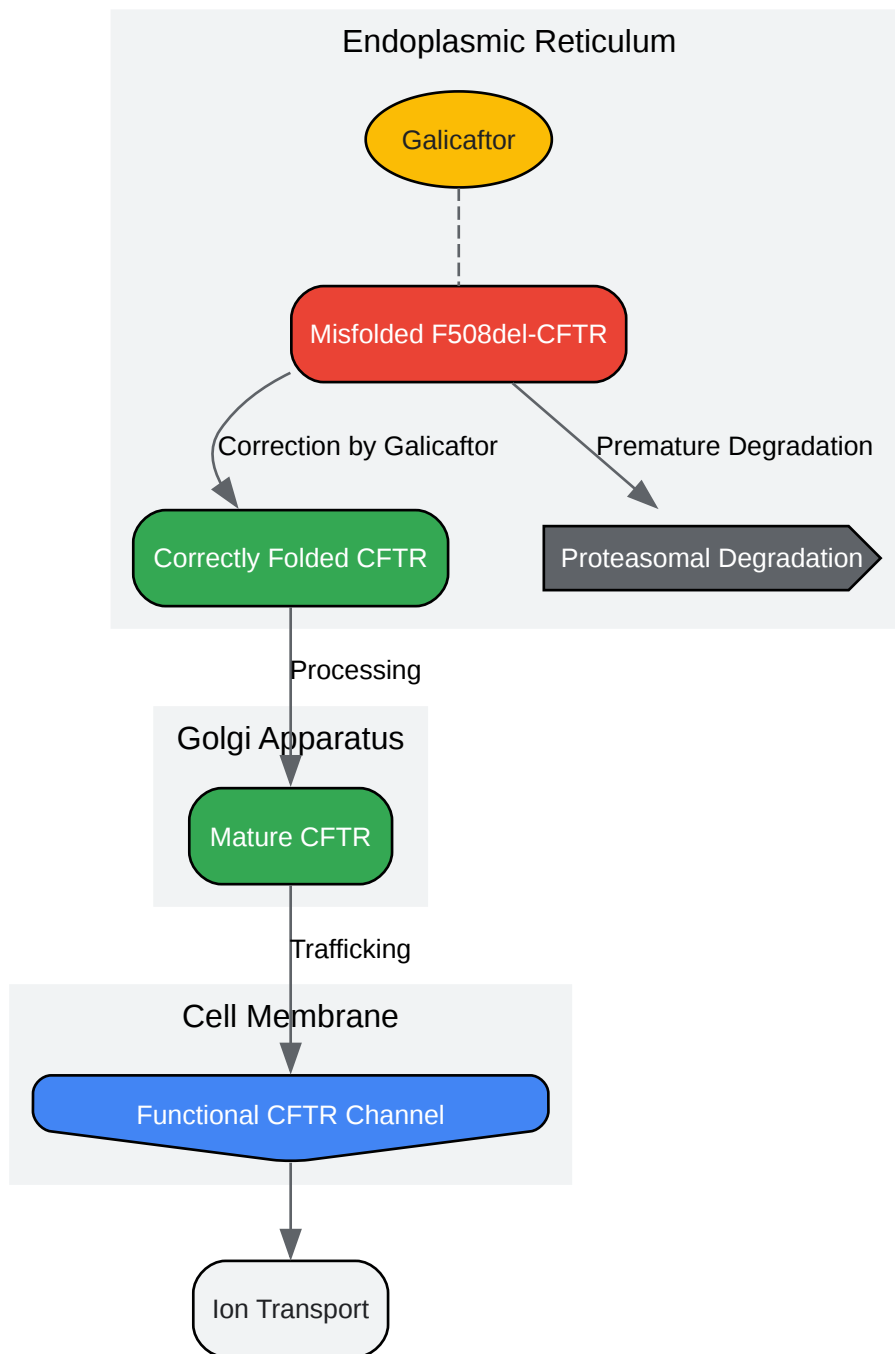 Endoplasmic Reticulum
Galicaftor
Misfolded F508del-CFTR
Correction by Galicaftor
Premature Degradation
Correctly Folded CFTR
Proteasomal Degradation
Processing
Golgi Apparatus
Mature CFTR
Trafficking
Cell Membrane
Functional CFTR Channel
Ion Transport